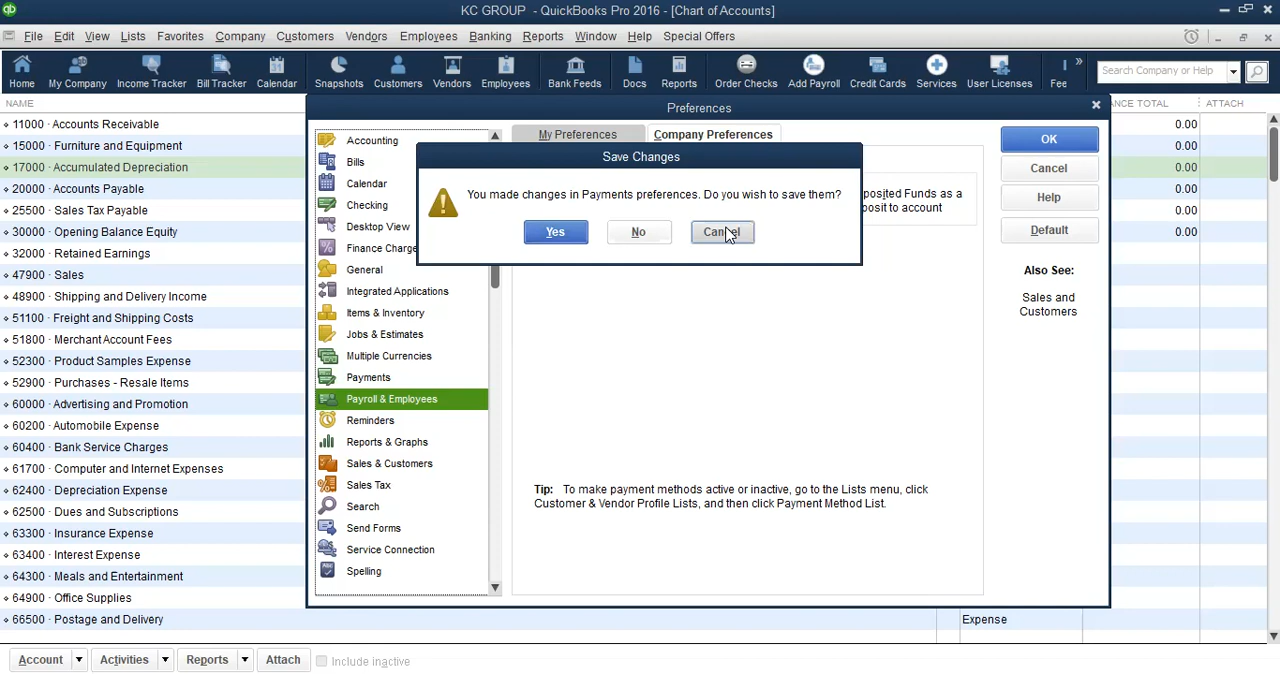 KC GROUP - QuickBooks Pro 2016 - [Chart of Accounts]
File Edit View Lists Favorites Company Customers Vendors Employees Banking Reports Window Help Special Offers
Home My Company Income Tracker Bill Tracker Calendar Snapshots Customers Vendors Employees Bank Feeds Docs Reports Order Checks Add Payroll Credit Cards Services User Licenses Fee » Search Company or Help
NAME ANCE TOTAL ATTACH
Preferences
11000 · Accounts Receivable 0.00
15000 · Furniture and Equipment 0.00
17000 · Accumulated Depreciation 0.00
20000 · Accounts Payable 0.00
25500 · Sales Tax Payable 0.00
30000 · Opening Balance Equity 0.00
32000 · Retained Earnings
47900 · Sales
48900 · Shipping and Delivery Income
51100 · Freight and Shipping Costs
51800 · Merchant Account Fees
52300 · Product Samples Expense
52900 · Purchases - Resale Items
60000 · Advertising and Promotion
60200 · Automobile Expense
60400 · Bank Service Charges
61700 · Computer and Internet Expenses
62400 · Depreciation Expense
62500 · Dues and Subscriptions
63300 · Insurance Expense
63400 · Interest Expense
64300 · Meals and Entertainment
64900 · Office Supplies
66500 · Postage and Delivery Expense
Accounting
Bills
Calendar
Checking
Desktop View
Finance Charge
General
Integrated Applications
Items & Inventory
Jobs & Estimates
Multiple Currencies
Payments
Payroll & Employees
Reminders
Reports & Graphs
Sales & Customers
Sales Tax
Search
Send Forms
Service Connection
Spelling
My Preferences Company Preferences
Save Changes
You made changes in Payments preferences. Do you wish to save them?
Yes No Cancel
posited Funds as a
posit to account
Tip: To make payment methods active or inactive, go to the Lists menu, click
Customer & Vendor Profile Lists, and then click Payment Method List.
OK
Cancel
Help
Default
Also See:
Sales and
Customers
Account Activities Reports Attach Include inactive